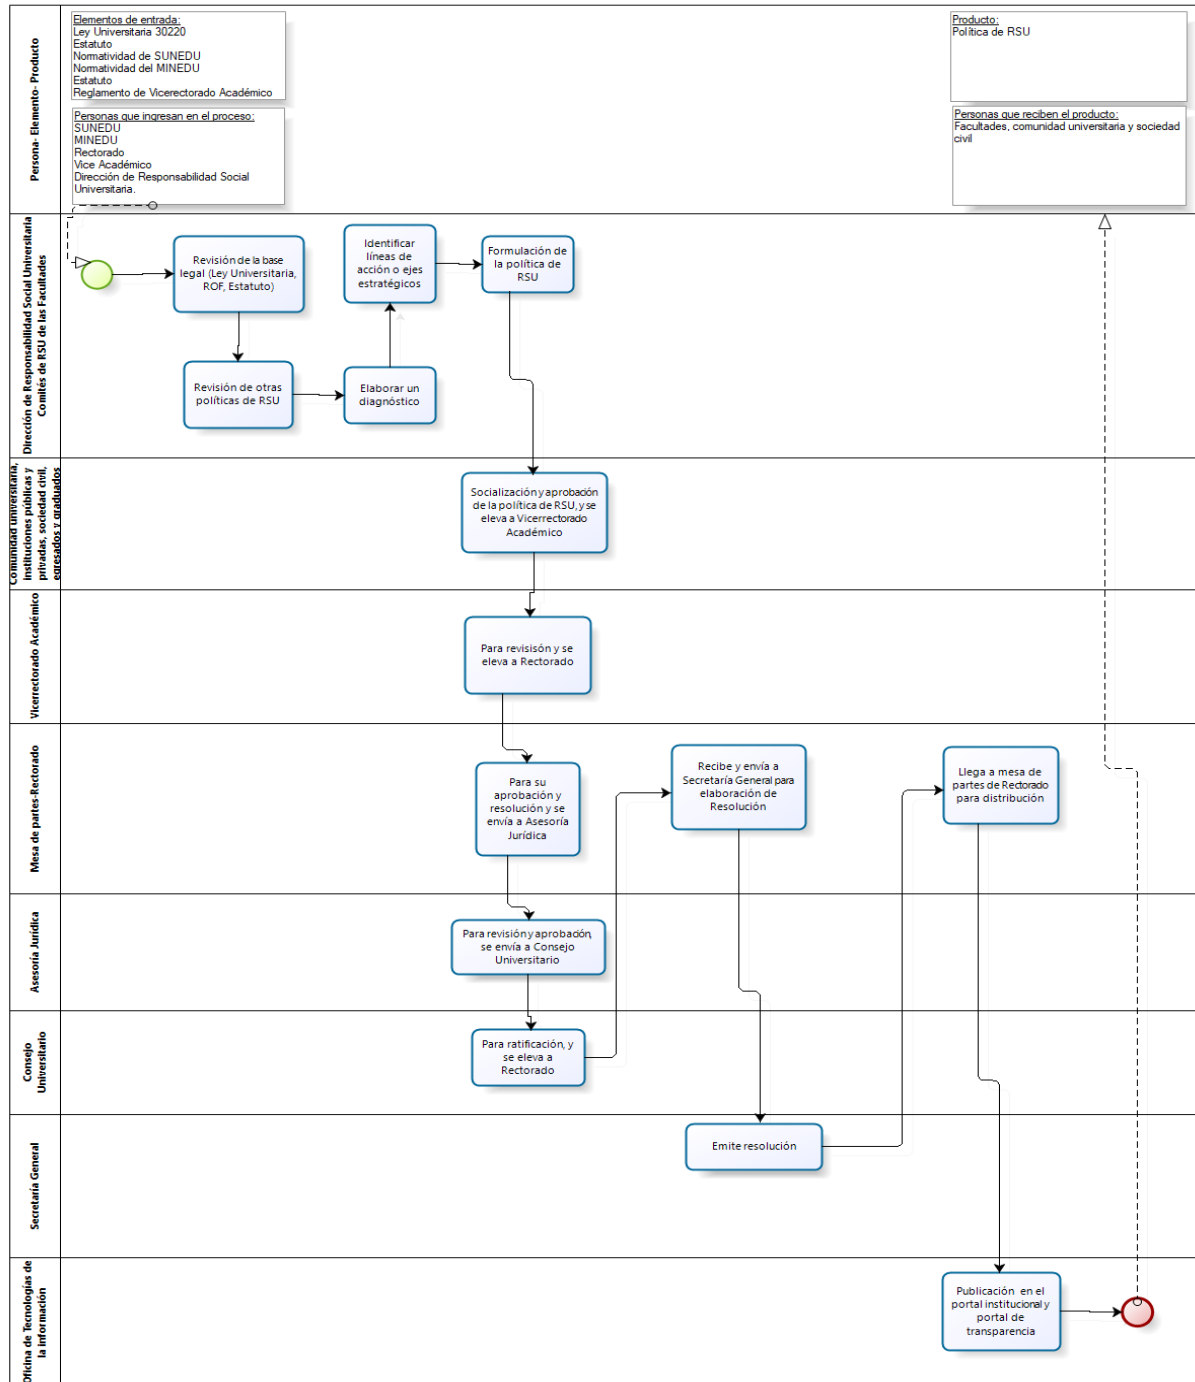 Persona- Elemento- Producto
Elementos de entrada:
Ley Universitaria 30220
Estatuto
Normatividad de SUNEDU
Normatividad del MINEDU
Estatuto
Reglamento de Vicerectorado Académico
Personas que ingresan en el proceso:
SUNEDU
MINEDU
Rectorado
Vice Académico
Dirección de Responsabilidad Social
Universitaria.
Producto:
Política de RSU
Personas que reciben el producto:
Facultades, comunidad universitaria y sociedad
civil
Dirección de Responsabilidad Social Universitaria
Comités de RSU de las Facultades
Revisión de la base
legal (Ley Universitaria,
ROF, Estatuto)
Revisión de otras
políticas de RSU
Elaborar un
diagnóstico
Identificar
líneas de
acción o ejes
estratégicos
Formulación de
la política de
RSU
Comunidad universitaria,
instituciones públicas y
privadas, sociedad civil,
egresados y graduados
Socialización y aprobación
de la política de RSU, y se
eleva a Vicerrectorado
Académico
Vicerrectorado Académico
Para revisisón y se
eleva a Rectorado
Mesa de partes-Rectorado
Para su
aprobación y
resolución y se
envía a Asesoría
Jurídica
Recibe y envía a
Secretaría General para
elaboración de
Resolución
Llega a mesa de
partes de Rectorado
para distribución
Asesoría Jurídica
Para revisión y aprobación,
se envía a Consejo
Universitario
Consejo
Universitario
Para ratificación, y
se eleva a
Rectorado
Secretaría General
Emite resolución
Oficina de Tecnologías de
la información
Publicación en el
portal institucional y
portal de
transparencia